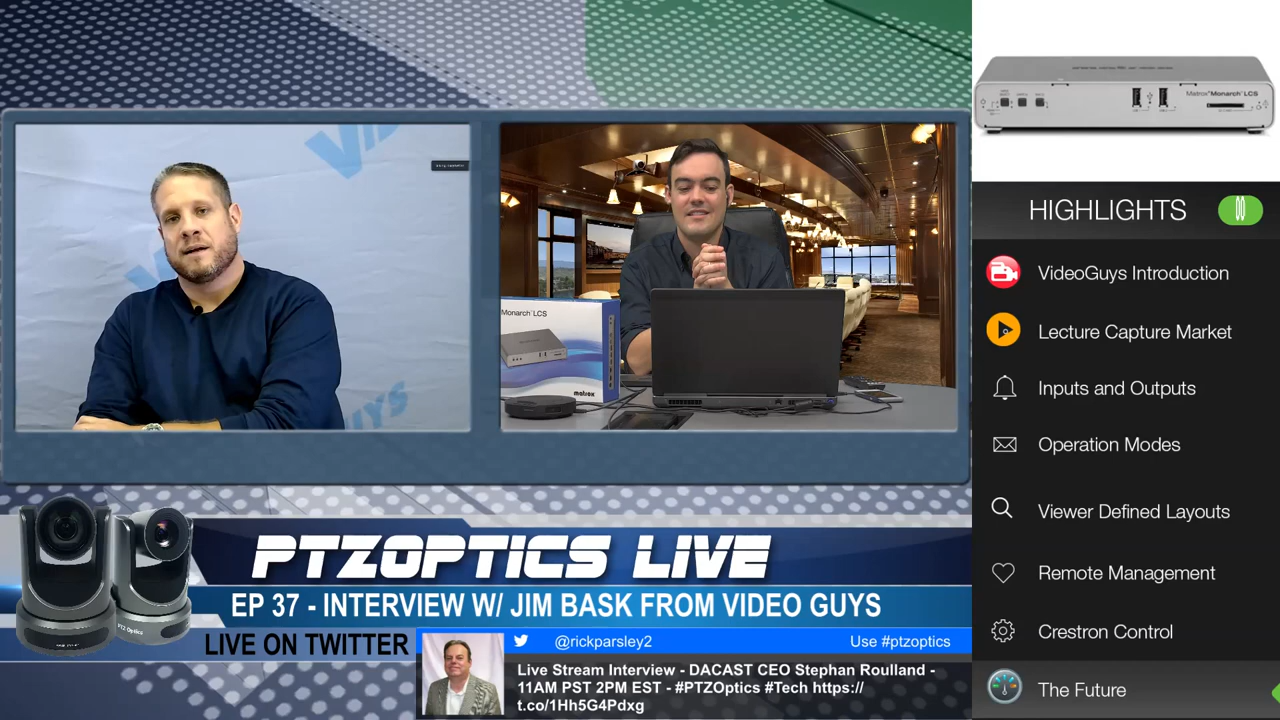 Matrox Monarch LCS
HIGHLIGHTS
VideoGuys Introduction
Lecture Capture Market
Inputs and Outputs
Operation Modes
Viewer Defined Layouts
Remote Management
Crestron Control
The Future
VID
GUYS
Monarch LCS
matrox
PTZOptics
PTZOPTICS LIVE
EP 37 - INTERVIEW W/ JIM BASK FROM VIDEO GUYS
LIVE ON TWITTER
@rickparsley2
Use #ptzoptics
Live Stream Interview - DACAST CEO Stephan Roulland -
11AM PST 2PM EST - #PTZOptics #Tech https://
t.co/1Hh5G4Pdxg